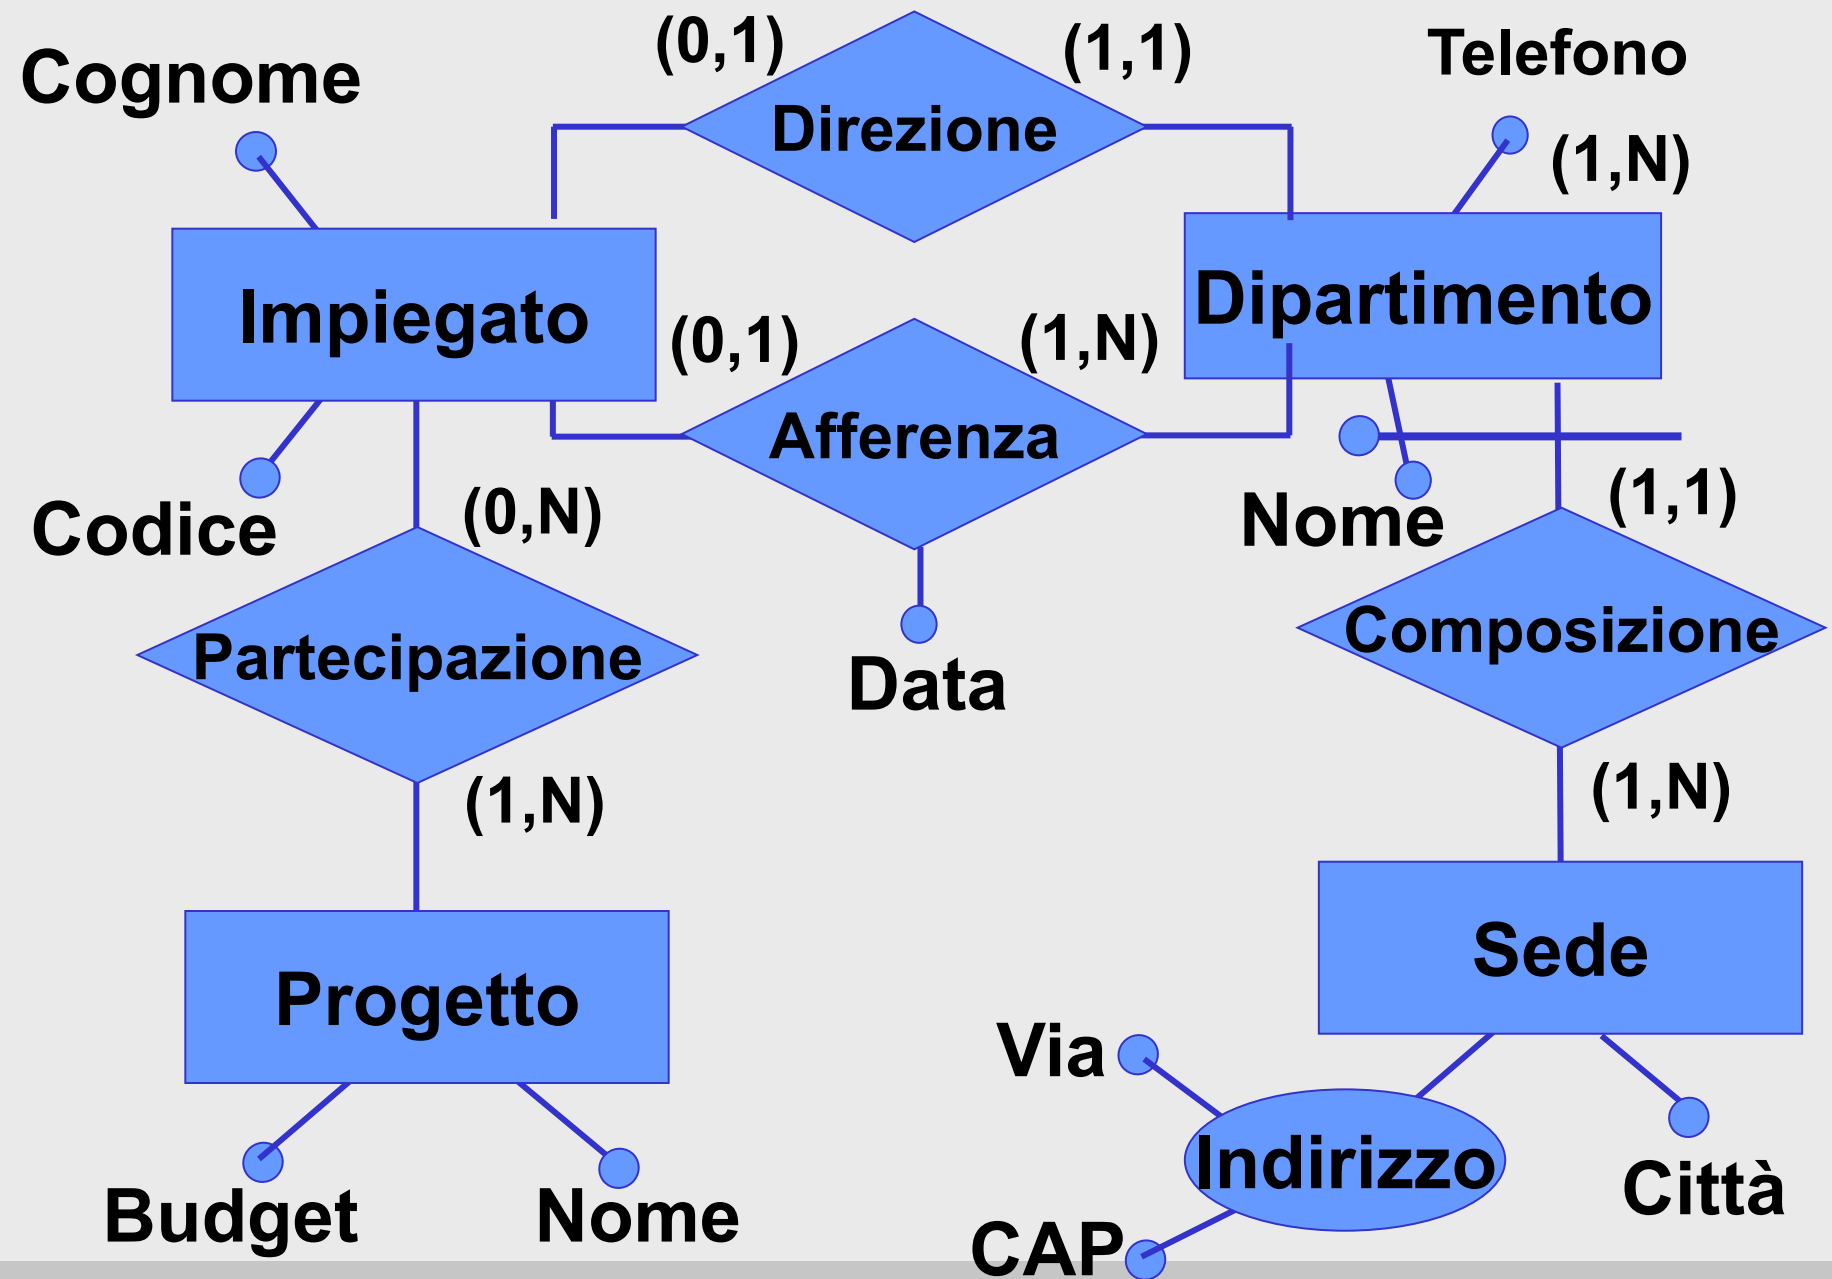 (0,1)
(1,1)
Telefono
Cognome
Direzione
(1,N)
Impiegato
Dipartimento
(0,1)
(1,N)
Afferenza
Codice
(0,N)
Nome
(1,1)
Partecipazione
Data
Composizione
(1,N)
(1,N)
Progetto
Sede
Via
Indirizzo
Città
Budget
Nome
CAP